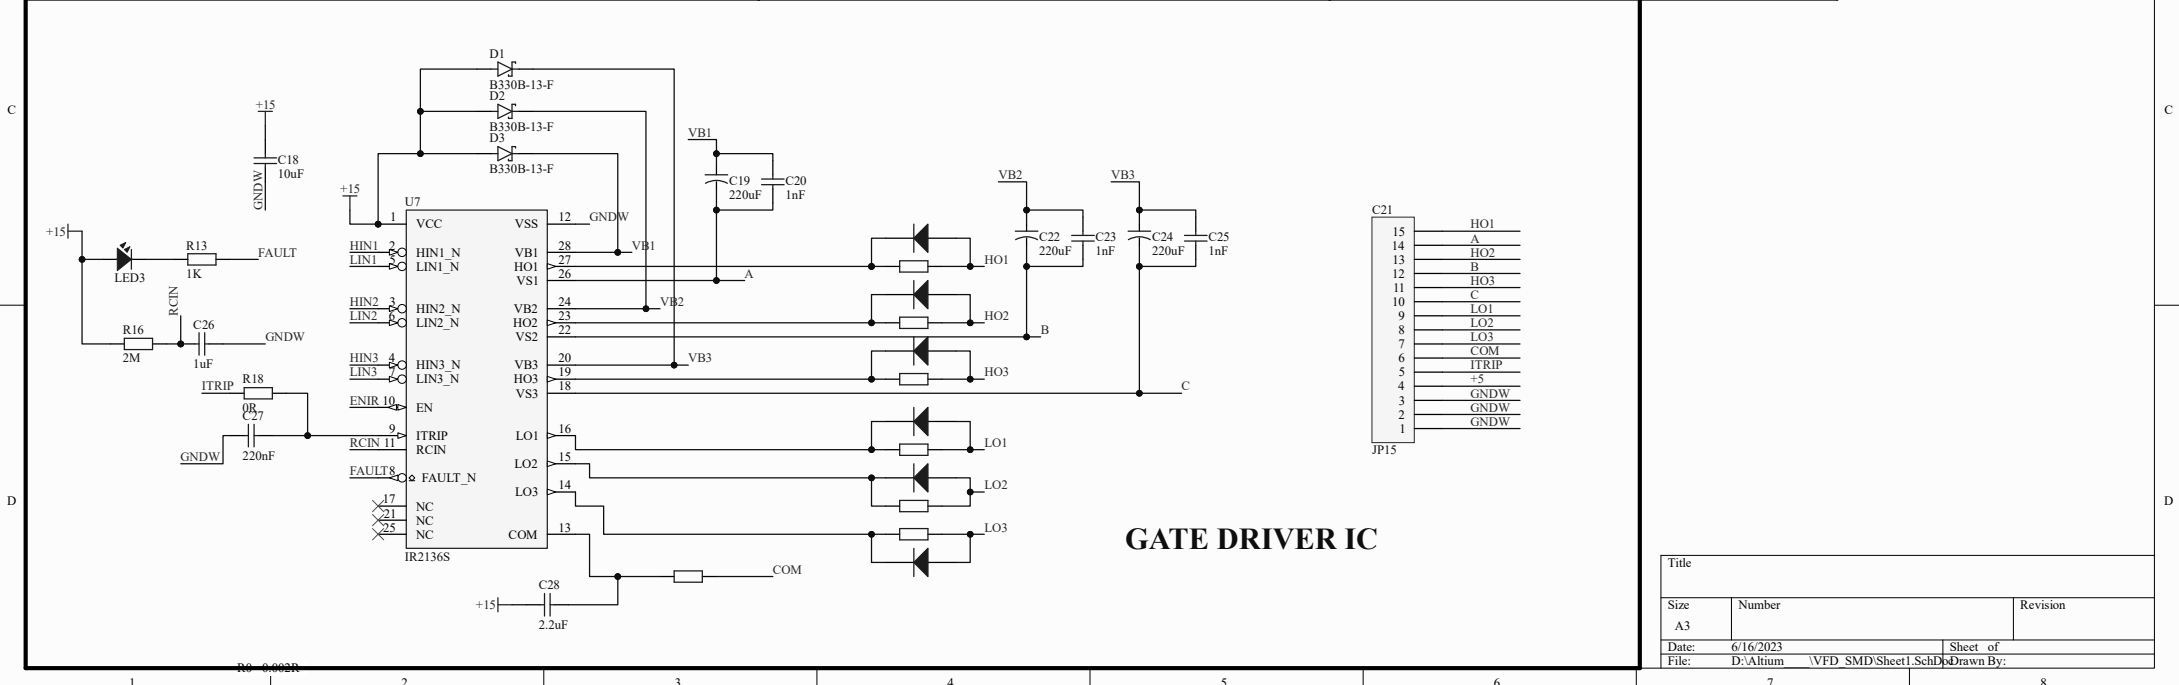 D1
B330B-13-F
D2
B330B-13-F
D3
B330B-13-F
C
C
+15
C18
10uF
GNDW
VB1
C19
220uF
C20
1nF
+15
U7
VB2
C22
220uF
C23
1nF
VB3
C24
220uF
C25
1nF
+15
LED3
R13
1K
FAULT
RCIN
R16
2M
C26
1uF
GNDW
ITRIP
R18
0R
C27
220nF
GNDW
1 VCC
HIN1 2 HIN1_N
LIN1 5 LIN1_N
HIN2 3 HIN2_N
LIN2 6 LIN2_N
HIN3 4 HIN3_N
LIN3 7 LIN3_N
ENIR 10 EN
9 ITRIP
RCIN 11 RCIN
FAULT 8 FAULT_N
17 NC
21 NC
25 NC
IR2136S
VSS 12 GNDW
VB1 28 VB1
HO1 27 HO1
VS1 26 A
VB2 24 VB2
HO2 23 HO2
VS2 22 B
VB3 20 VB3
HO3 19 HO3
VS3 18 C
LO1 16 LO1
LO2 15 LO2
LO3 14 LO3
COM 13 COM
C28
+15
2.2uF
C21
15 HO1
14 A
13 HO2
12 B
11 HO3
10 C
9 LO1
8 LO2
7 LO3
6 COM
5 ITRIP
4 +5
3 GNDW
2 GNDW
1 GNDW
JP15
D
D
GATE DRIVER IC
Title
Size
A3
Number
Revision
Date: 6/16/2023 Sheet of
File: D:\Altium____\VFD_SMD\Sheet1.SchDoc Drawn By:
1 2 3 4 5 6 7 8